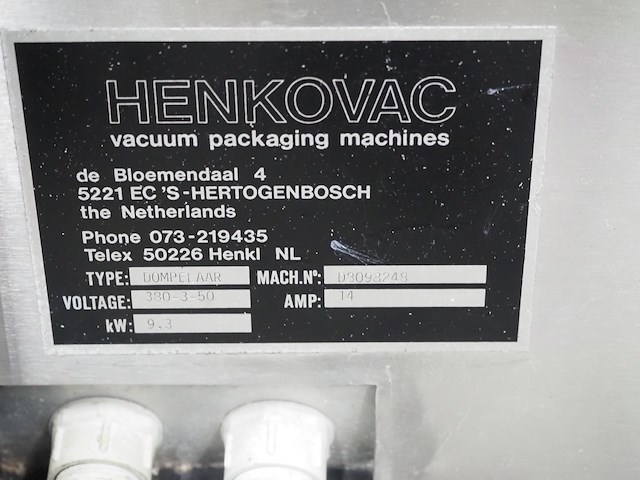 HENKOVAC
vacuum packaging machines
de Bloemendaal 4
5221 EC 'S-HERTOGENBOSCH
the Netherlands
Phone 073-219435
Telex 50226 Henkl NL
TYPE: DOMPELAAR MACH.Nº: D3098248
VOLTAGE: 380-3-50 AMP: 14
kW: 9.3